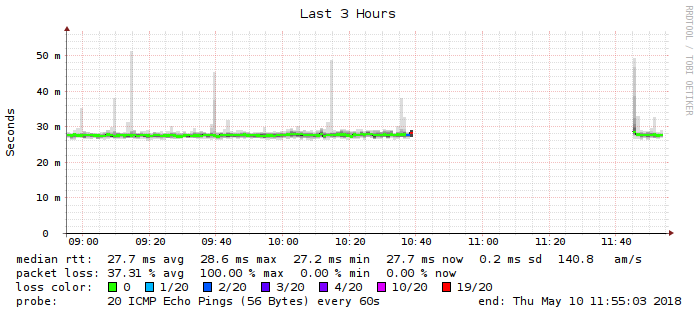 Last 3 Hours
RRDTOOL / TOBI OETIKER
Seconds
50 m
40 m
30 m
20 m
10 m
0
09:00 09:20 09:40 10:00 10:20 10:40 11:00 11:20 11:40
median rtt: 27.7 ms avg 28.6 ms max 27.2 ms min 27.7 ms now 0.2 ms sd 140.8 am/s
packet loss: 37.31 % avg 100.00 % max 0.00 % min 0.00 % now
loss color: 0 1/20 2/20 3/20 4/20 10/20 19/20
probe: 20 ICMP Echo Pings (56 Bytes) every 60s end: Thu May 10 11:55:03 2018